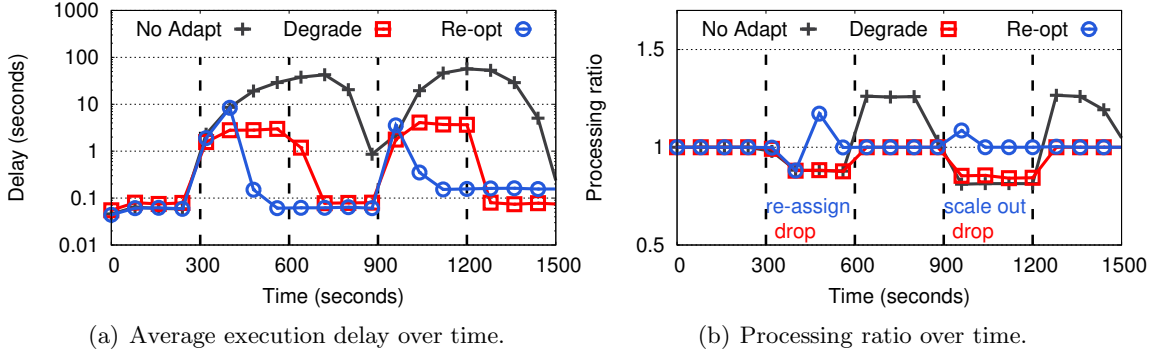 No Adapt Degrade Re-opt
Delay (seconds)
1000
100
10
1
0.1
0.01
0 300 600 900 1200 1500
Time (seconds)
(a) Average execution delay over time.
No Adapt Degrade Re-opt
Processing ratio
1.5
1
0.5
re-assign
drop
scale out
drop
0 300 600 900 1200 1500
Time (seconds)
(b) Processing ratio over time.